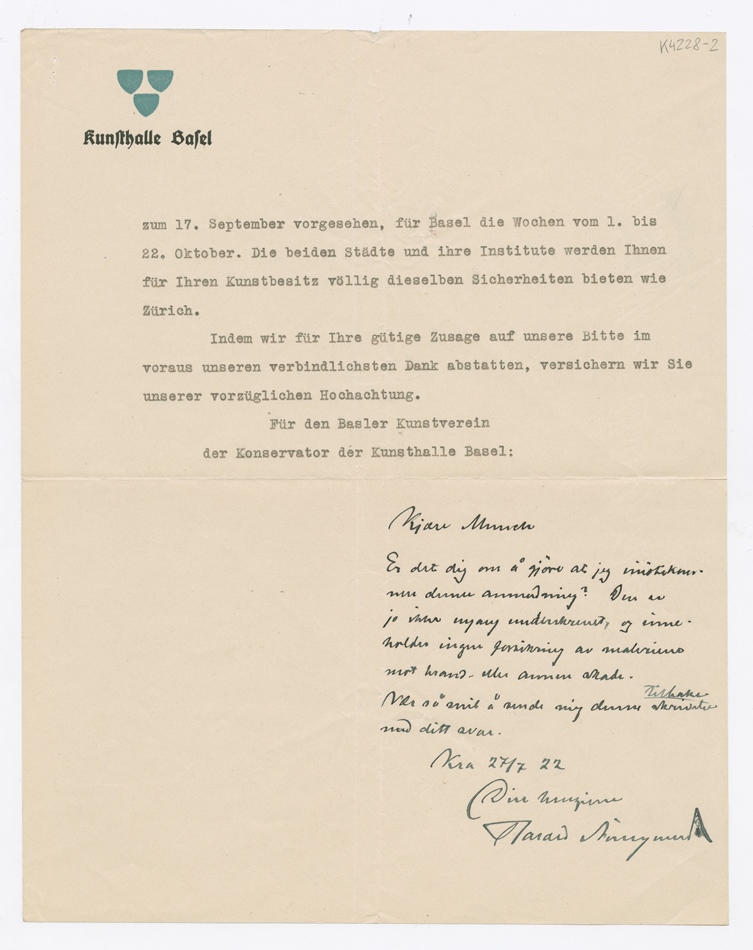 K4228-2
Kunsthalle Basel
zum 17. September vorgesehen, für Basel die Wochen vom 1. bis
22. Oktober. Die beiden Städte und ihre Institute werden Ihnen
für Ihren Kunstbesitz völlig dieselben Sicherheiten bieten wie
Zürich.
Indem wir für Ihre gütige Zusage auf unsere Bitte im
voraus unseren verbindlichsten Dank abstatten, versichern wir Sie
unserer vorzüglichen Hochachtung.
Für den Basler Kunstverein
der Konservator der Kunsthalle Basel:
Kjære Munch
Er det dig om å gjöre at jeg imötekom-
mer denne anmodning? Den er
jo ikke underskrevet, og inne-
holder ingen forsikring av maleriene
mot brand- eller annen skade.
Vær så snil å sende mig denne skrivelse
tilbake
med ditt svar.
Kra 27/7 22
Din hengivne
Harald